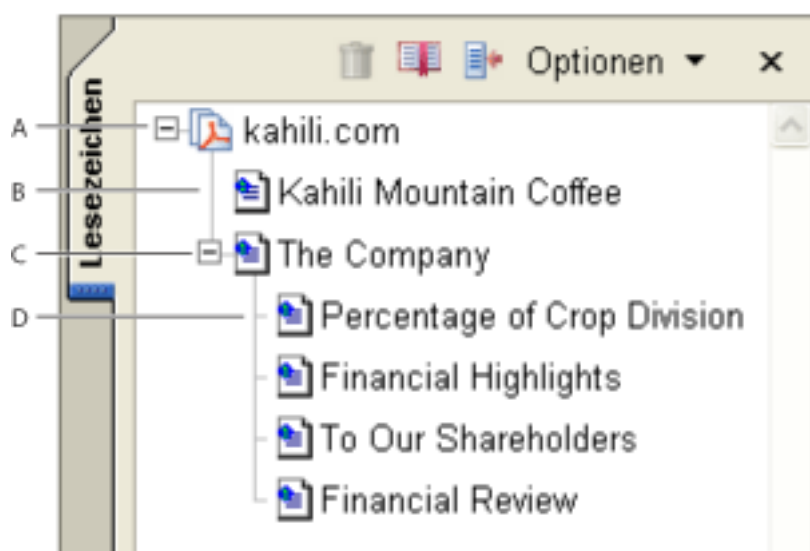 Optionen
Lesezeichen
A kahili.com
B Kahili Mountain Coffee
C The Company
D Percentage of Crop Division
Financial Highlights
To Our Shareholders
Financial Review